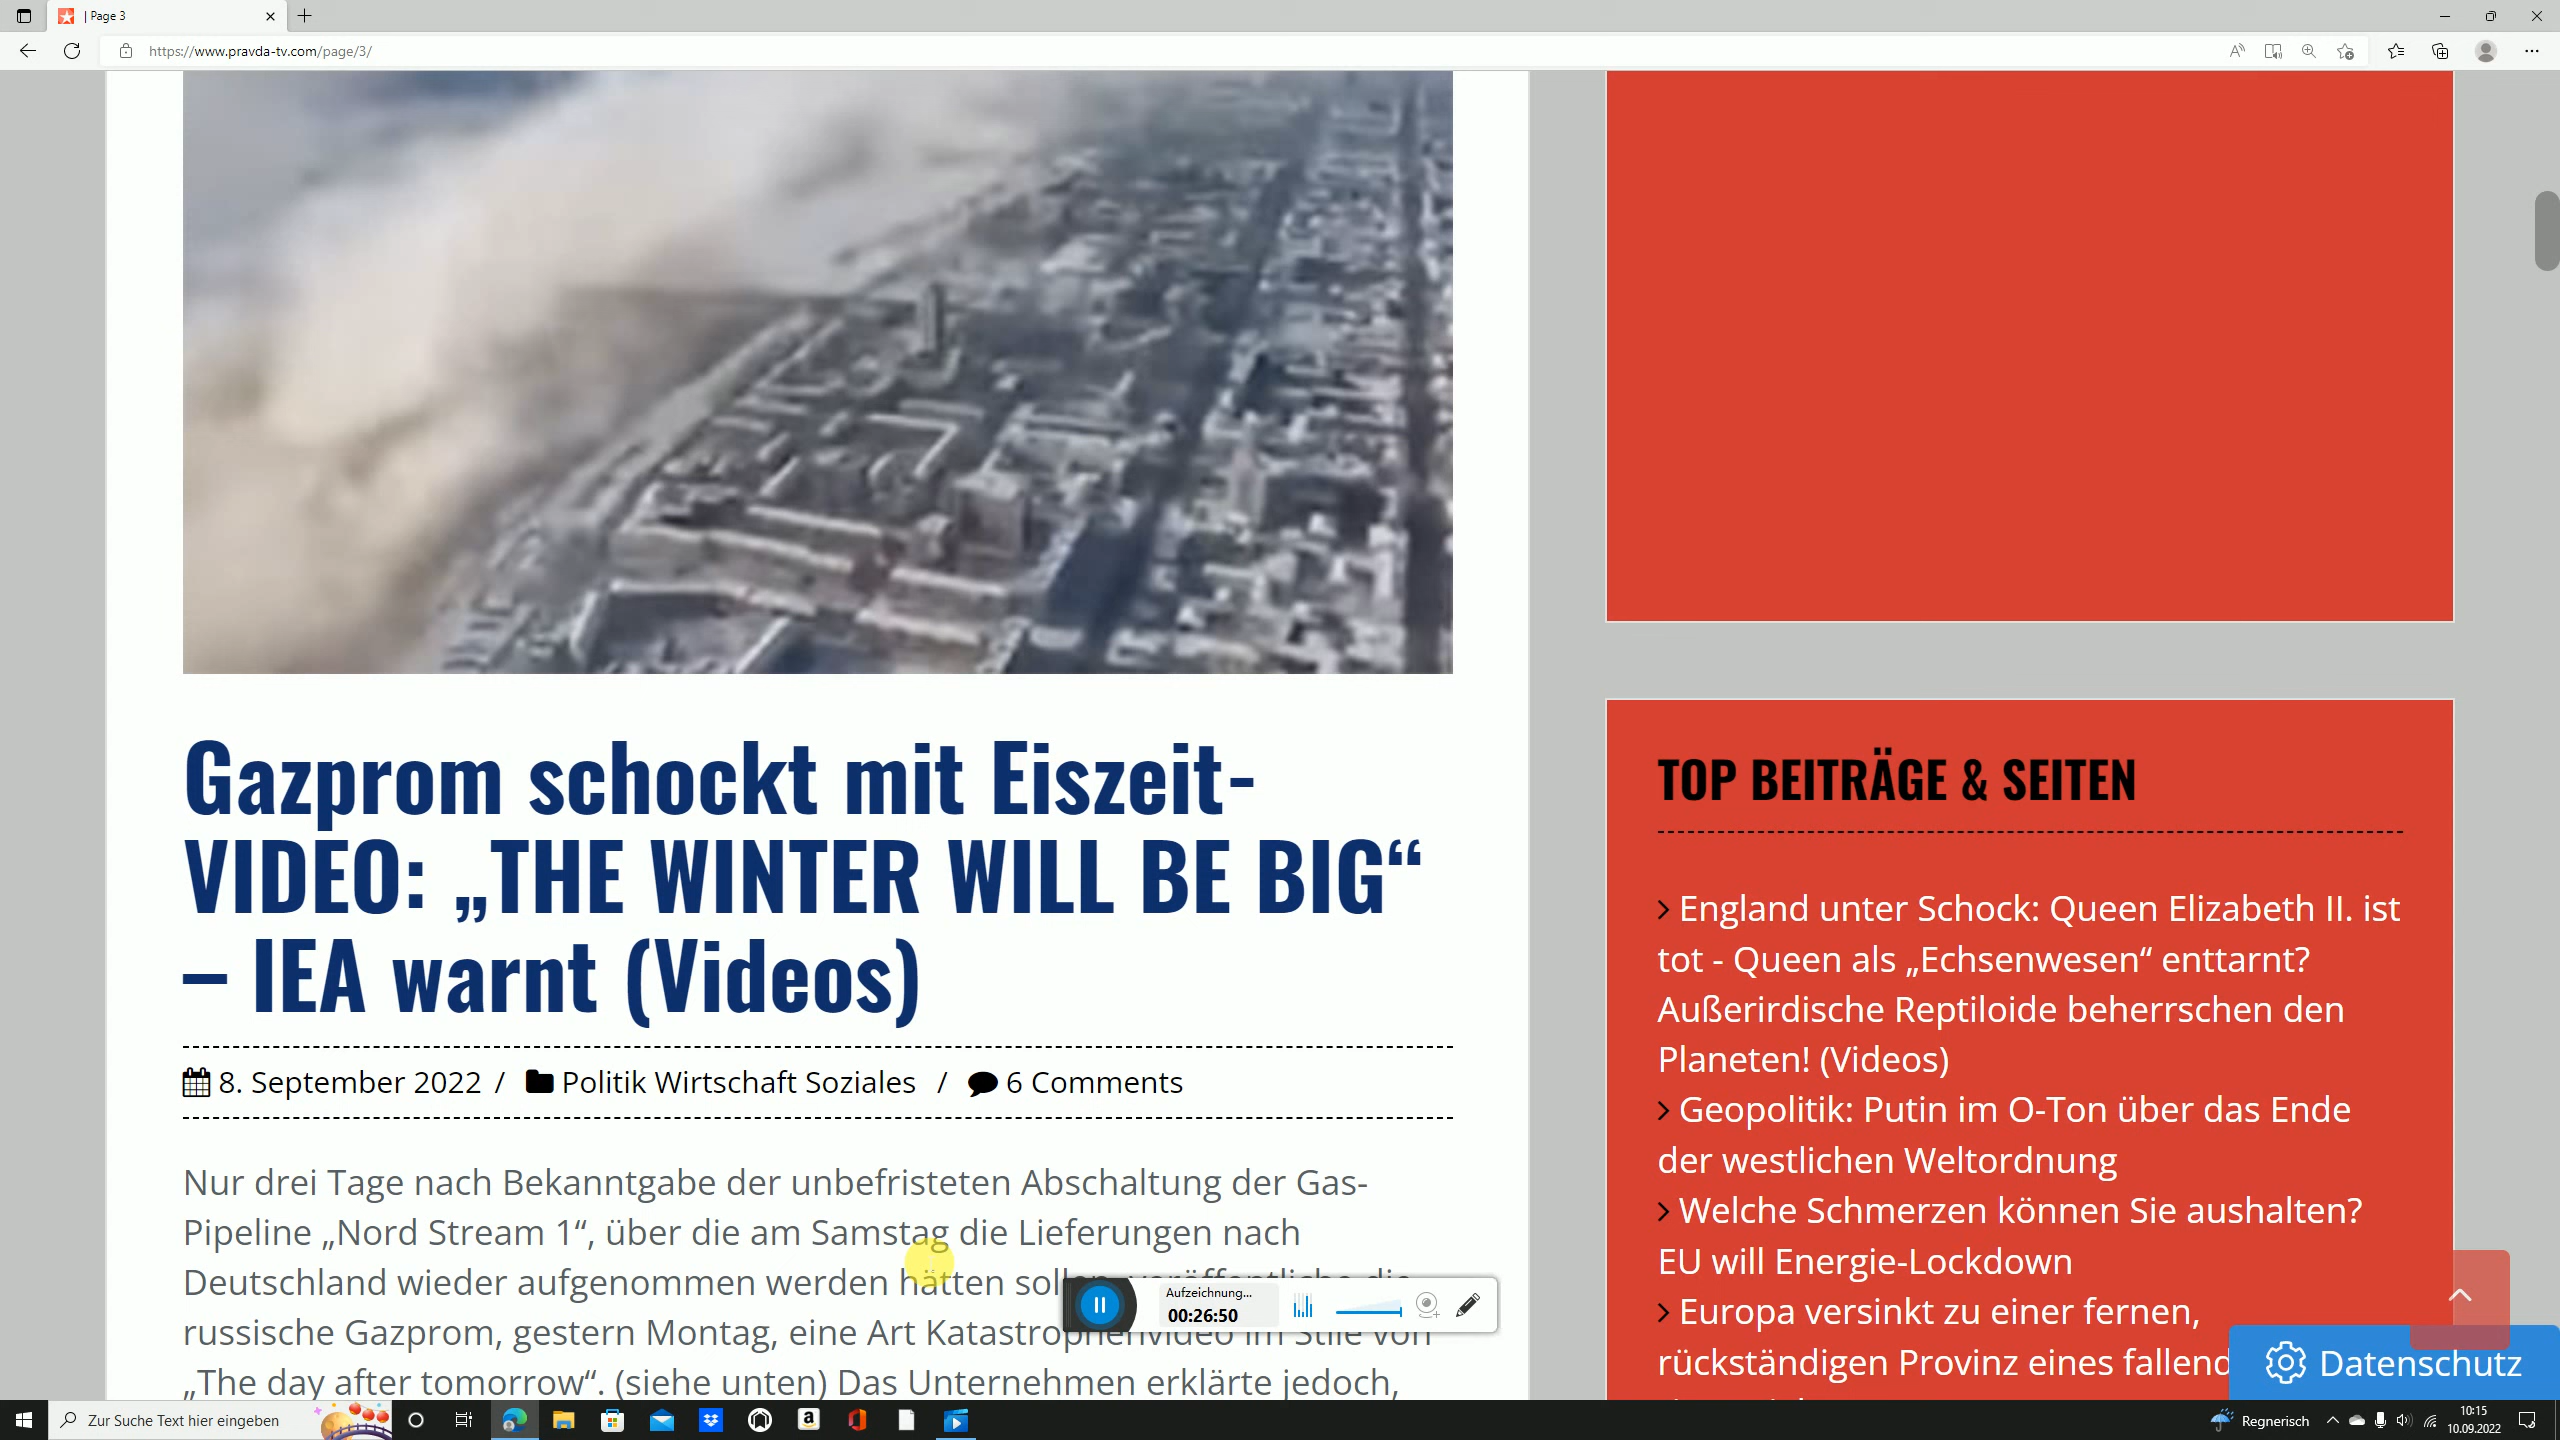 | Page 3
https://www.pravda-tv.com/page/3/
Gazprom schockt mit Eiszeit-
VIDEO: „THE WINTER WILL BE BIG“
– IEA warnt (Videos)
8. September 2022 / Politik Wirtschaft Soziales / 6 Comments
Nur drei Tage nach Bekanntgabe der unbefristeten Abschaltung der Gas-
Pipeline „Nord Stream 1“, über die am Samstag die Lieferungen nach
Deutschland wieder aufgenommen werden hätten
russische Gazprom, gestern Montag, eine Art
„The day after tomorrow“. (siehe unten) Das Unternehmen erklärte jedoch,
TOP BEITRÄGE & SEITEN
England unter Schock: Queen Elizabeth II. ist
tot - Queen als „Echsenwesen“ enttarnt?
Außerirdische Reptiloide beherrschen den
Planeten! (Videos)
Geopolitik: Putin im O-Ton über das Ende
der westlichen Weltordnung
Welche Schmerzen können Sie aushalten?
EU will Energie-Lockdown
Europa versinkt zu einer fernen,
rückständigen Provinz eines fallend
Datenschutz
Aufzeichnung...
00:26:50
Zur Suche Text hier eingeben
Regnerisch
10:15
10.09.2022